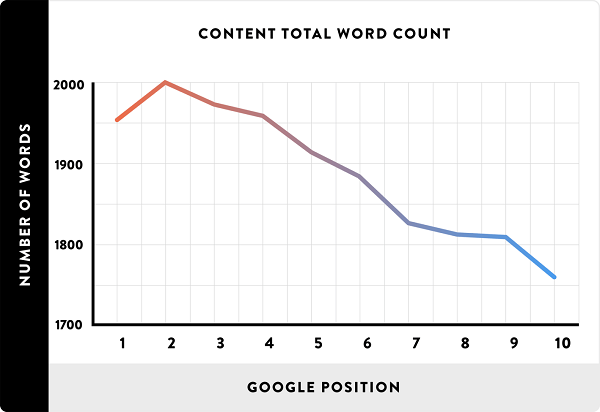 CONTENT TOTAL WORD COUNT
NUMBER OF WORDS
2000
1900
1800
1700
1 2 3 4 5 6 7 8 9 10
GOOGLE POSITION